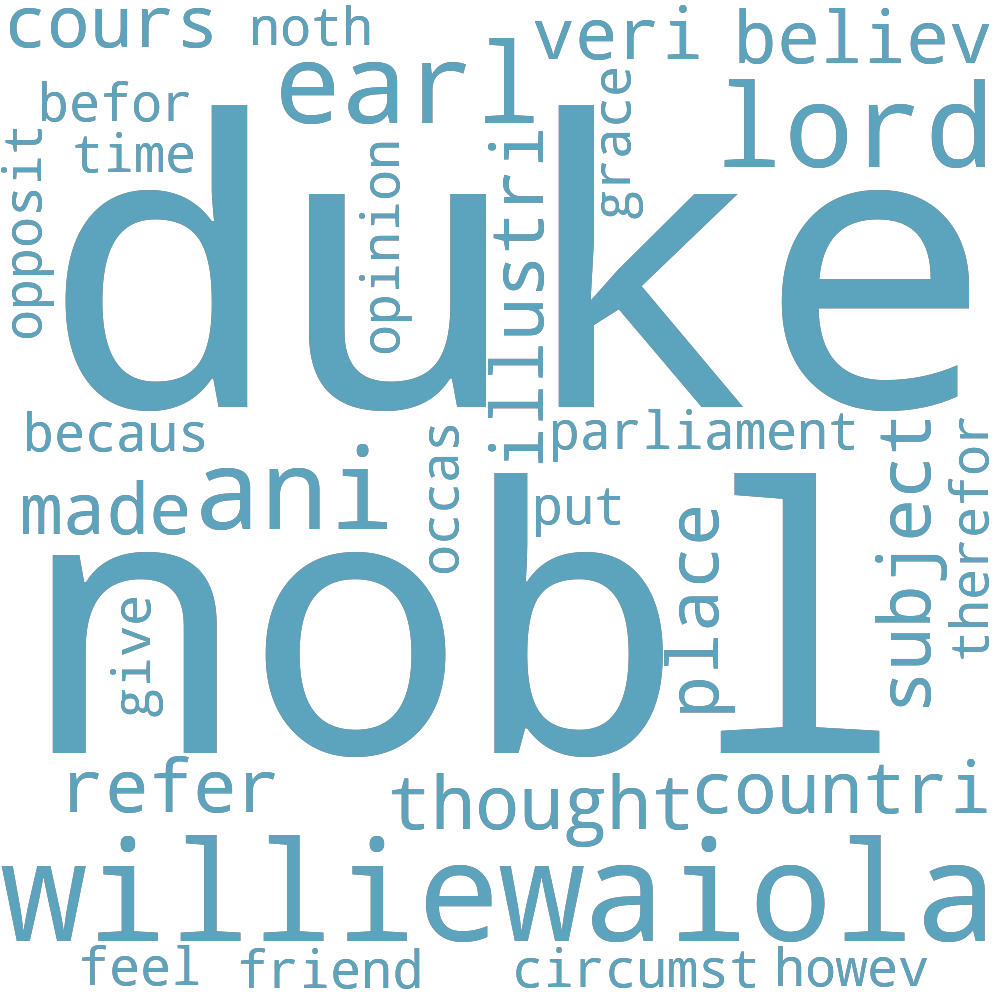 cours noth veri believ
earl
befor
grace
lord
time
opposit
duke
opinion
illustri
becaus
parliament
occas
subject
therefor
ani
made
put
place
nobl
give
refer
thought
countri
williewaiola
feel friend circumst howev